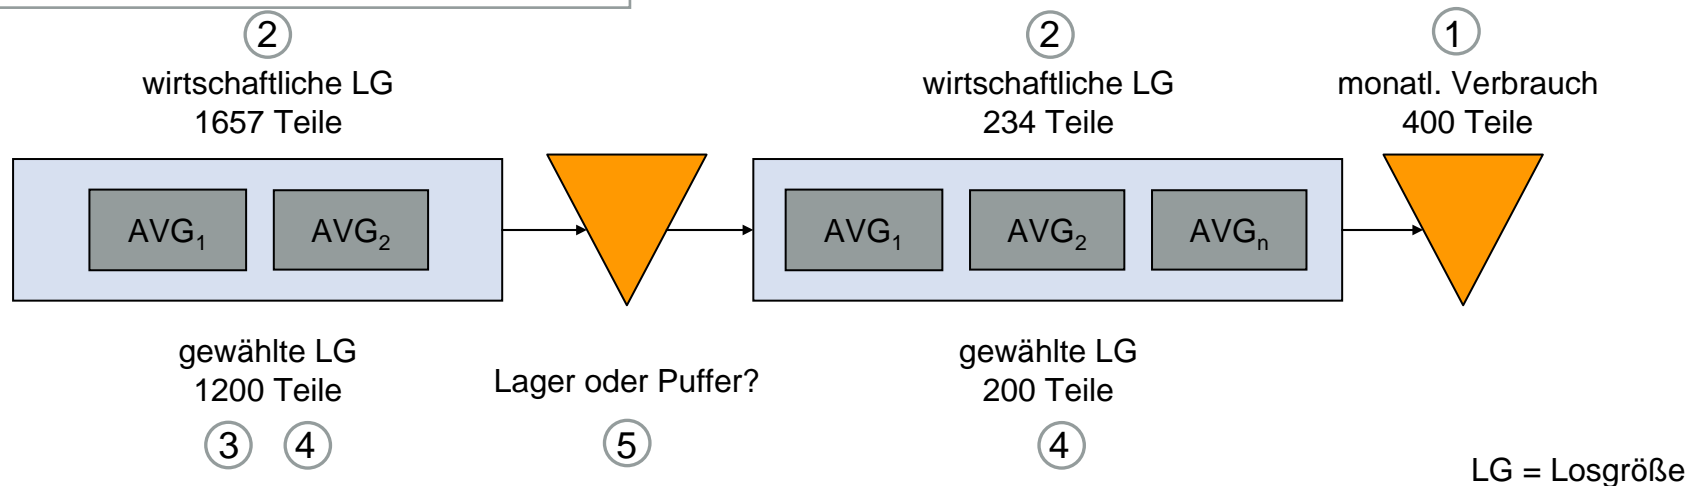 2
wirtschaftliche LG
1657 Teile
2
wirtschaftliche LG
234 Teile
1
monatl. Verbrauch
400 Teile
AVG1
AVG2
AVG1
AVG2
AVGn
gewählte LG
1200 Teile
3 4
Lager oder Puffer?
5
gewählte LG
200 Teile
4
LG = Losgröße